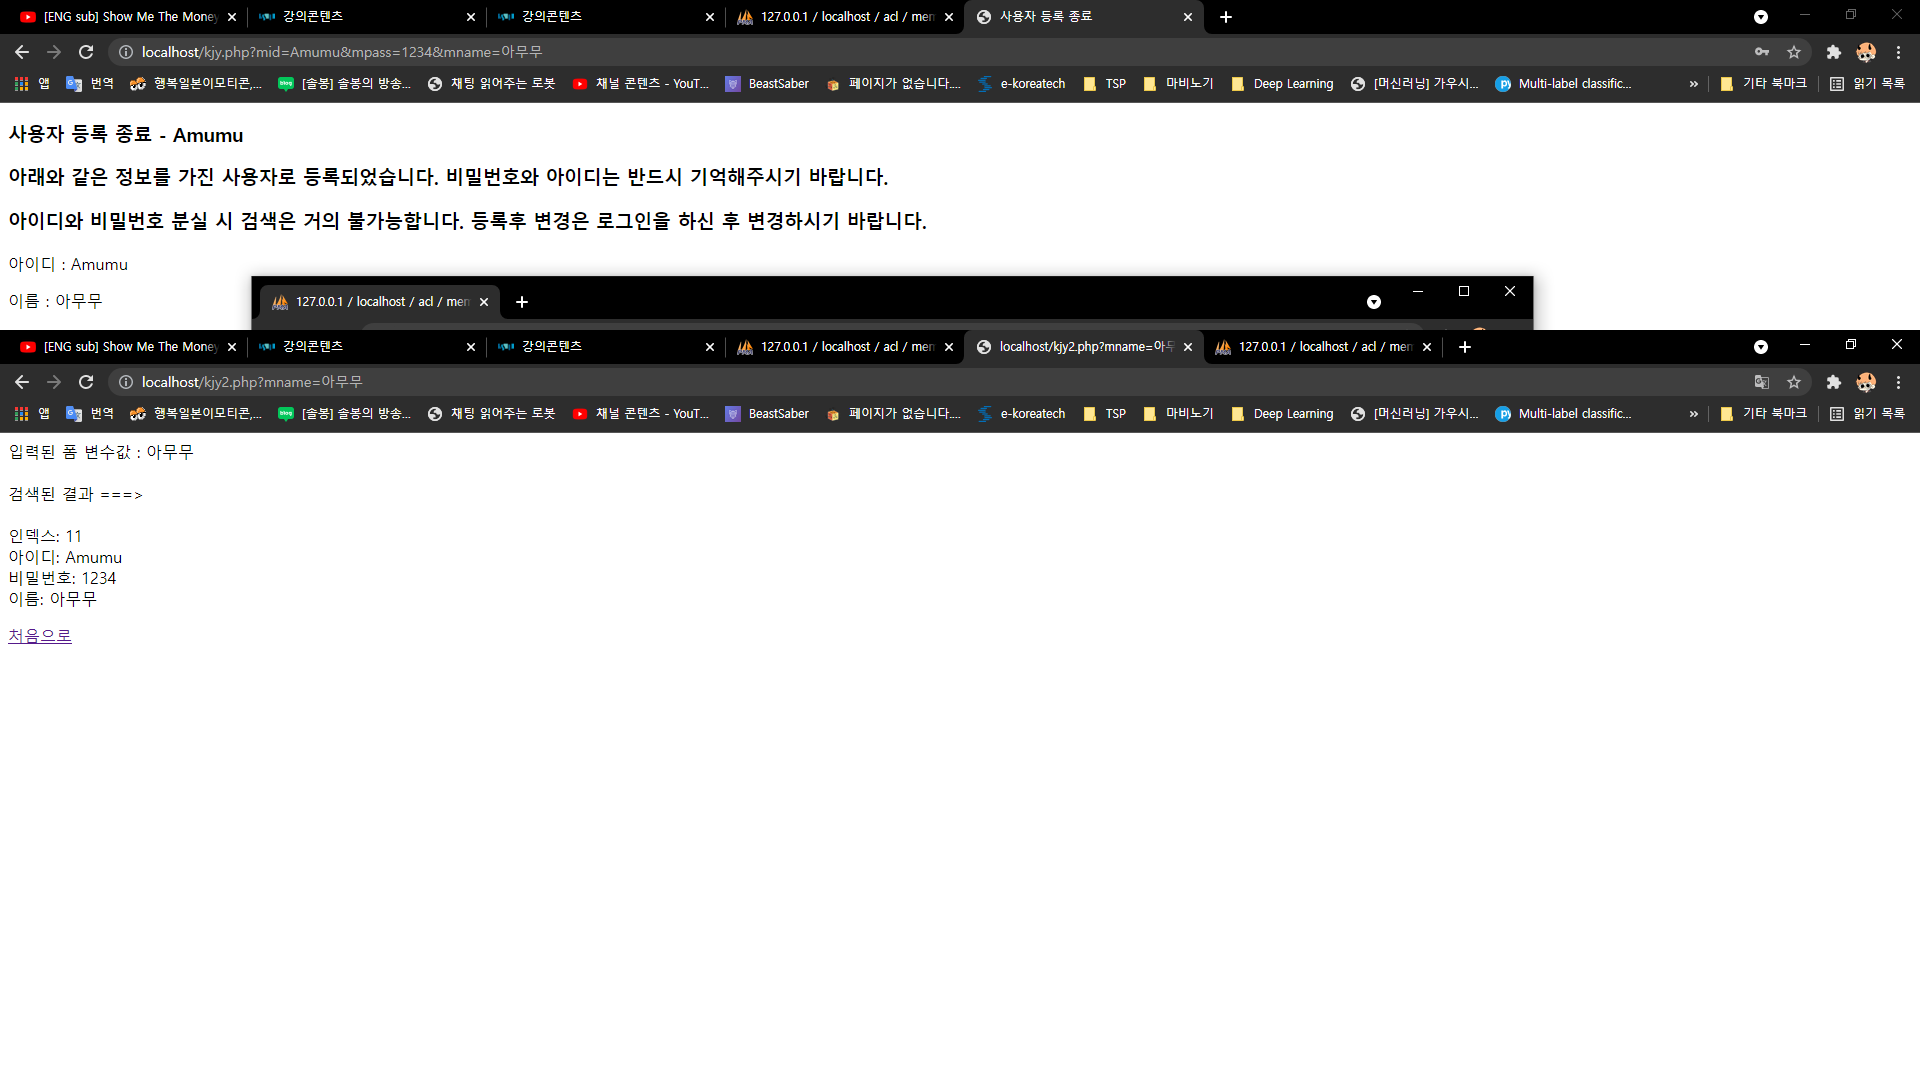 [ENG sub] Show Me The Money
강의콘텐츠
강의콘텐츠
127.0.0.1 / localhost / acl / mem
사용자 등록 종료
localhost/kjy.php?mid=Amumu&mpass=1234&mname=아무무
앱 번역 행복일본이모티콘,... [솔봉] 솔봉의 방송... 채팅 읽어주는 로봇 채널 콘텐츠 - YouT... BeastSaber 페이지가 없습니다.... e-koreatech TSP 마비노기 Deep Learning [머신러닝] 가우시... Multi-label classific... » 기타 북마크 읽기 목록
사용자 등록 종료 - Amumu
아래와 같은 정보를 가진 사용자로 등록되었습니다. 비밀번호와 아이디는 반드시 기억해주시기 바랍니다.
아이디와 비밀번호 분실 시 검색은 거의 불가능합니다. 등록후 변경은 로그인을 하신 후 변경하시기 바랍니다.
아이디 : Amumu
이름 : 아무무
127.0.0.1 / localhost / acl / mem
[ENG sub] Show Me The Money
강의콘텐츠
강의콘텐츠
127.0.0.1 / localhost / acl / mem
localhost/kjy2.php?mname=아무
127.0.0.1 / localhost / acl / mem
localhost/kjy2.php?mname=아무무
앱 번역 행복일본이모티콘,... [솔봉] 솔봉의 방송... 채팅 읽어주는 로봇 채널 콘텐츠 - YouT... BeastSaber 페이지가 없습니다.... e-koreatech TSP 마비노기 Deep Learning [머신러닝] 가우시... Multi-label classific... » 기타 북마크 읽기 목록
입력된 폼 변수값 : 아무무
검색된 결과 ===>
인덱스: 11
아이디: Amumu
비밀번호: 1234
이름: 아무무
처음으로